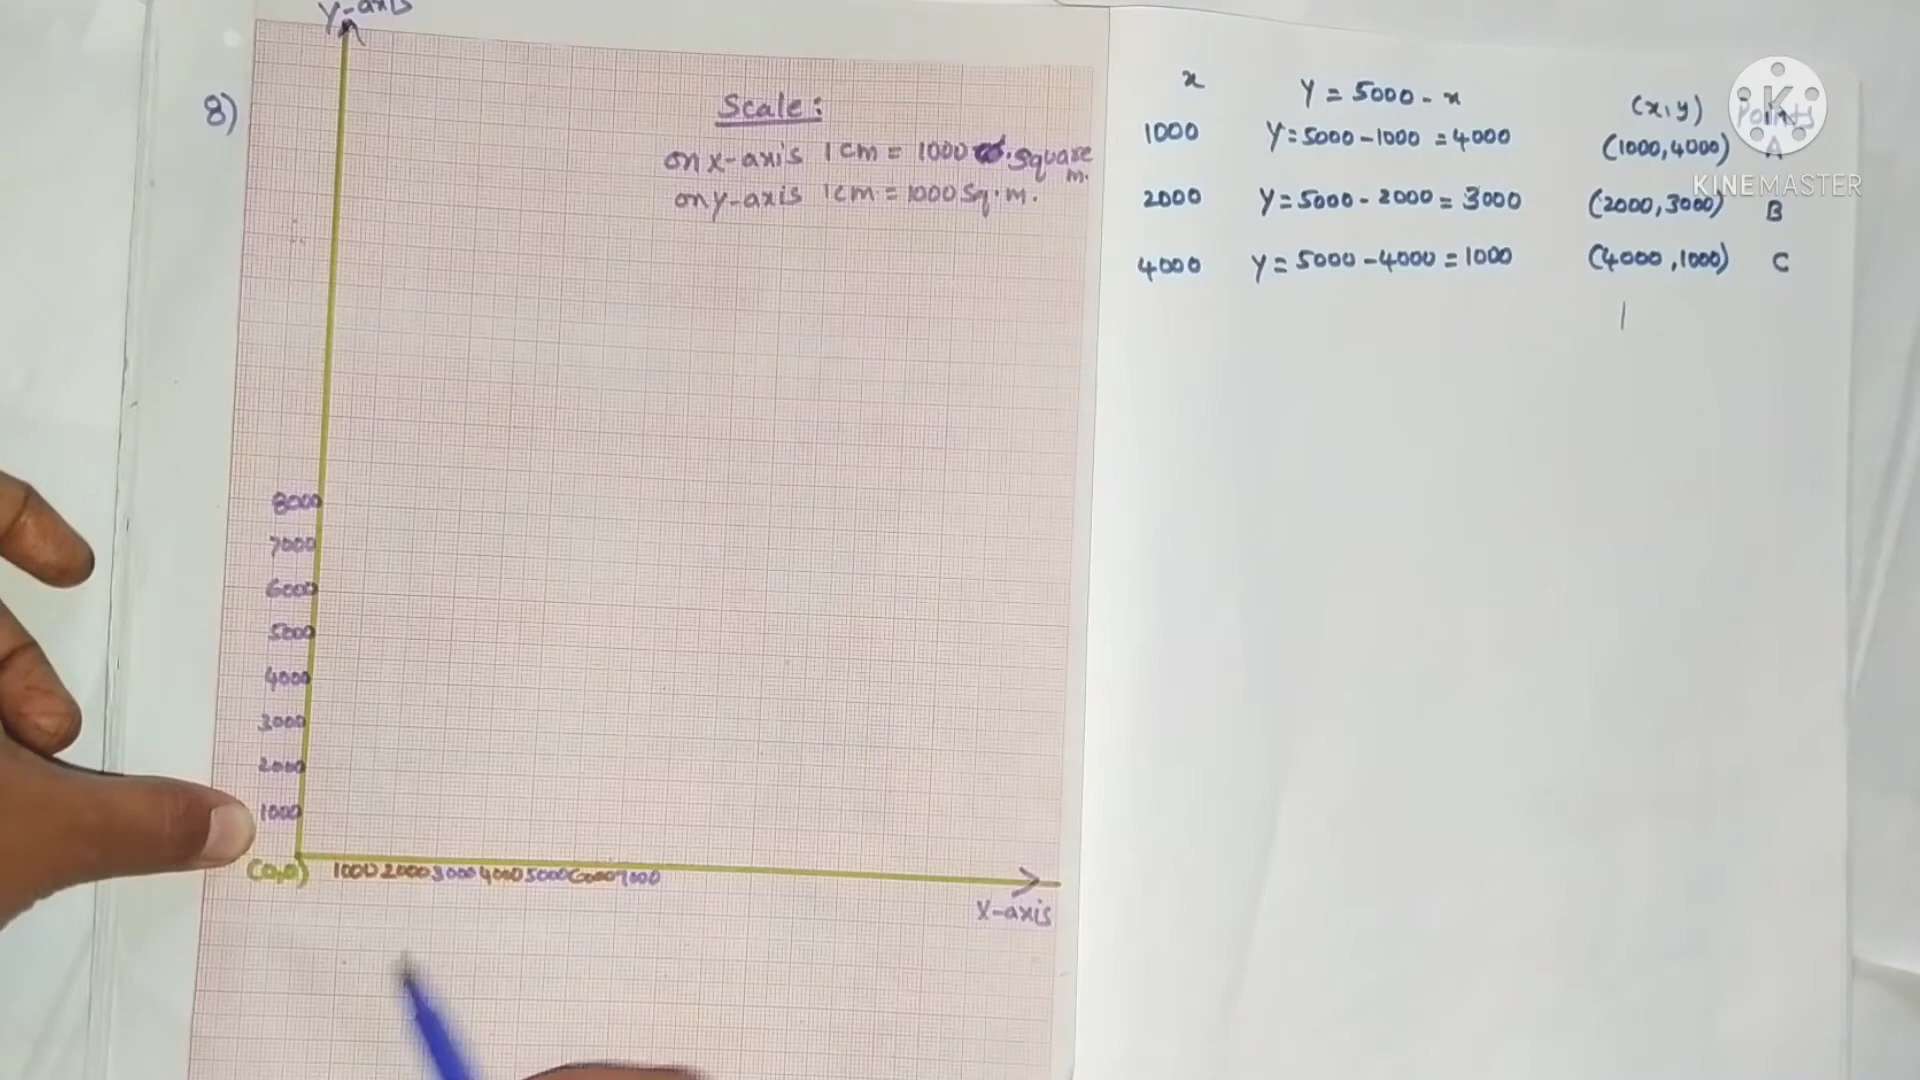 Y-axis
8)
Scale:
on x-axis 1cm = 1000 square m.
on y-axis 1cm = 1000 Sq.m.
8000
7000
6000
5000
4000
3000
2000
1000
(0,0) 1000 2000 3000 4000 5000 6000 7000
X-axis
x Y = 5000 - x (x,y) Points
1000 Y = 5000 - 1000 = 4000 (1000, 4000) A
2000 Y = 5000 - 2000 = 3000 (2000, 3000) B
4000 Y = 5000 - 4000 = 1000 (4000, 1000) C
K
KINEMASTER